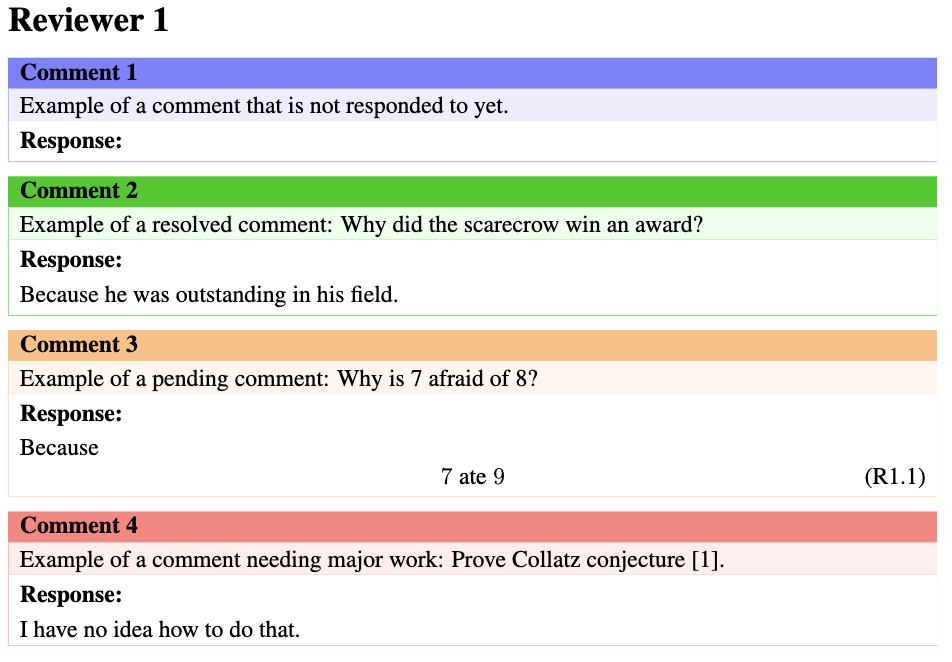 Reviewer 1
Comment 1
Example of a comment that is not responded to yet.
Response:
Comment 2
Example of a resolved comment: Why did the scarecrow win an award?
Response:
Because he was outstanding in his field.
Comment 3
Example of a pending comment: Why is 7 afraid of 8?
Response:
Because
7 ate 9 (R1.1)
Comment 4
Example of a comment needing major work: Prove Collatz conjecture [1].
Response:
I have no idea how to do that.